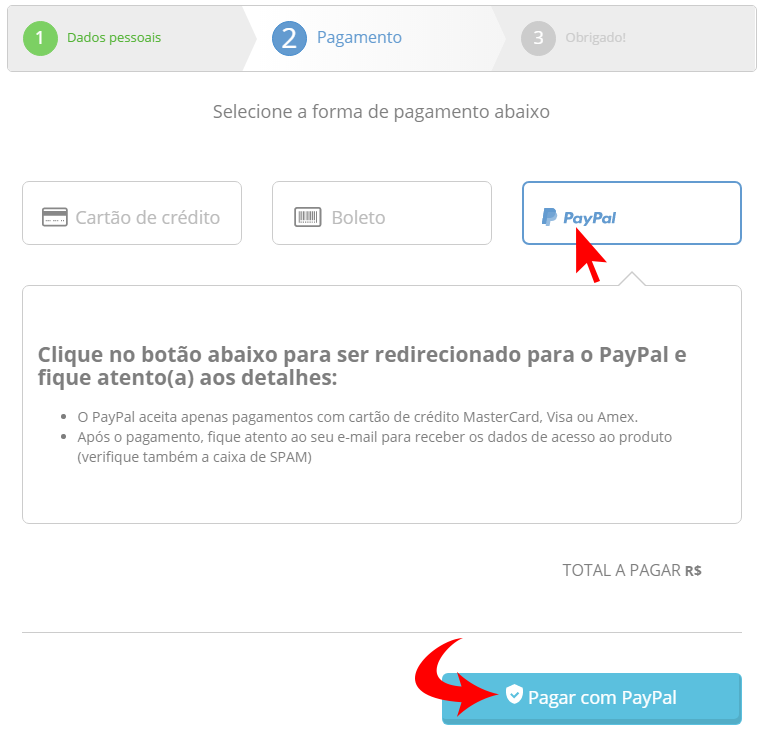 1 Dados pessoais 2 Pagamento 3 Obrigado!
Selecione a forma de pagamento abaixo
Cartão de crédito Boleto PayPal
Clique no botão abaixo para ser redirecionado para o PayPal e
fique atento(a) aos detalhes:
• O PayPal aceita apenas pagamentos com cartão de crédito MasterCard, Visa ou Amex.
• Após o pagamento, fique atento ao seu e-mail para receber os dados de acesso ao produto
(verifique também a caixa de SPAM)
TOTAL A PAGAR R$
Pagar com PayPal